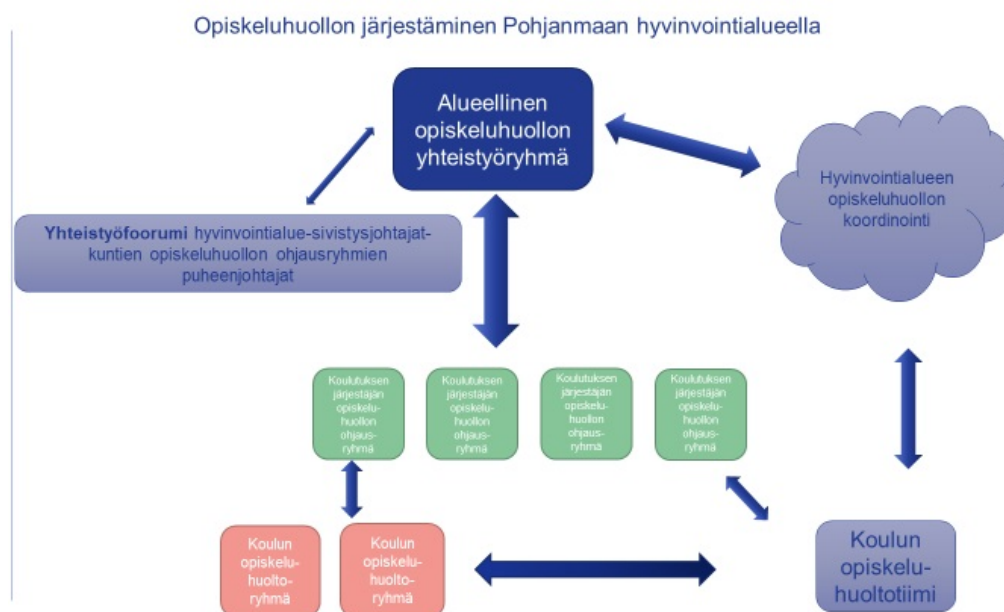 Opiskeluhuollon järjestäminen Pohjanmaan hyvinvointialueella
Alueellinen
opiskeluhuollon
yhteistyöryhmä
Hyvinvointialueen
opiskeluhuollon
koordinointi
Yhteistyöfoorumi hyvinvointialue-sivistysjohtajat-
kuntien opiskeluhuollon ohjausryhmien
puheenjohtajat
Koulutuksen
järjestäjän
opiskelu-
huollon
ohjaus-
ryhmä
Koulutuksen
järjestäjän
opiskelu-
huollon
ohjaus-
ryhmä
Koulutuksen
järjestäjän
opiskelu-
huollon
ohjaus-
ryhmä
Koulutuksen
järjestäjän
opiskelu-
huollon
ohjaus-
ryhmä
Koulun
opiskelu-
huolto-
ryhmä
Koulun
opiskelu-
huolto-
ryhmä
Koulun
opiskelu-
huoltotiimi